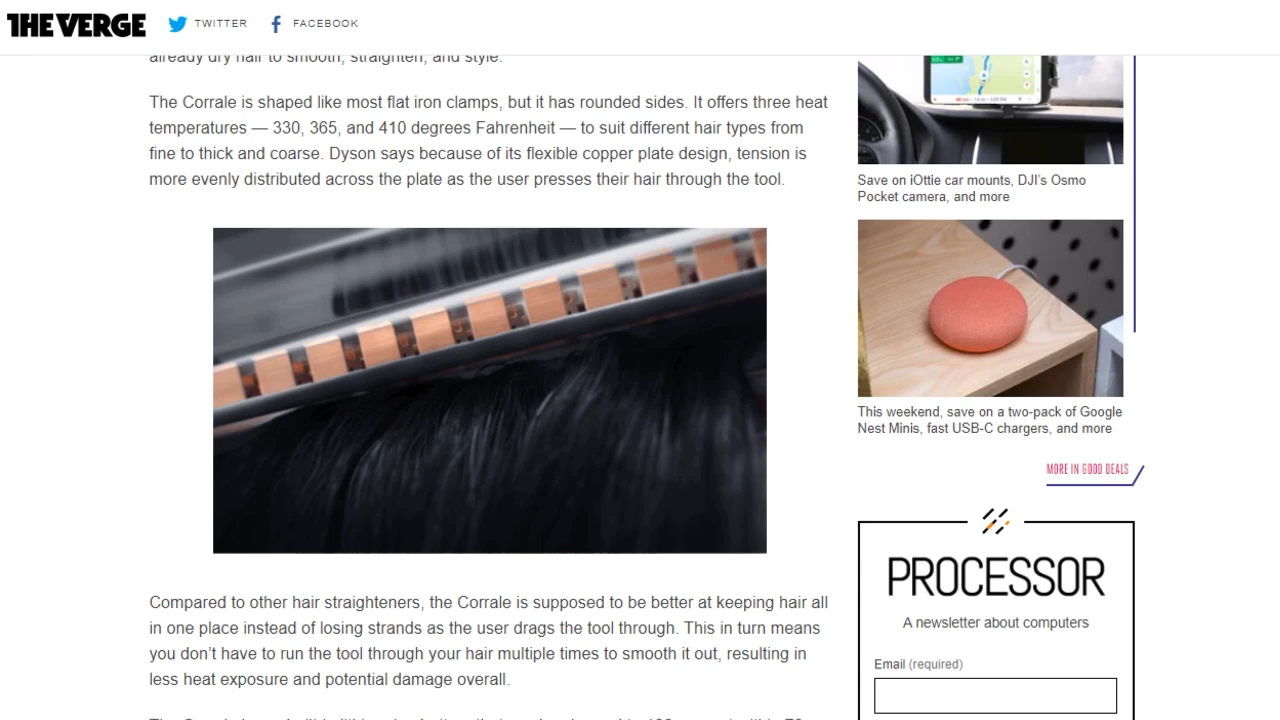 THE VERGE
TWITTER
FACEBOOK
already dry hair to smooth, straighten, and style.
The Corrale is shaped like most flat iron clamps, but it has rounded sides. It offers three heat
temperatures — 330, 365, and 410 degrees Fahrenheit — to suit different hair types from
fine to thick and coarse. Dyson says because of its flexible copper plate design, tension is
more evenly distributed across the plate as the user presses their hair through the tool.
Compared to other hair straighteners, the Corrale is supposed to be better at keeping hair all
in one place instead of losing strands as the user drags the tool through. This in turn means
you don’t have to run the tool through your hair multiple times to smooth it out, resulting in
less heat exposure and potential damage overall.
Save on iOttie car mounts, DJI’s Osmo
Pocket camera, and more
This weekend, save on a two-pack of Google
Nest Minis, fast USB-C chargers, and more
MORE IN GOOD DEALS
PROCESSOR
A newsletter about computers
Email (required)